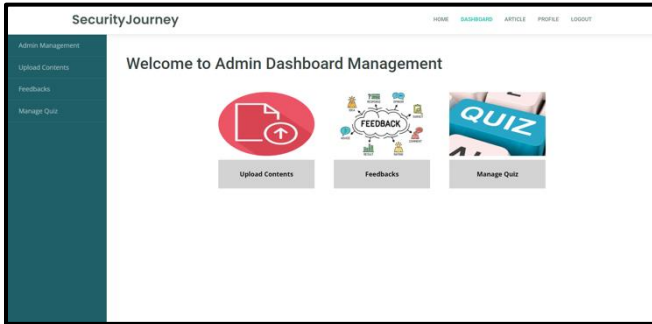 SecurityJourney
HOME DASHBOARD ARTICLE PROFILE LOGOUT
Admin Management
Upload Contents
Feedbacks
Manage Quiz
Welcome to Admin Dashboard Management
FEEDBACK
QUIZ
Upload Contents Feedbacks Manage Quiz